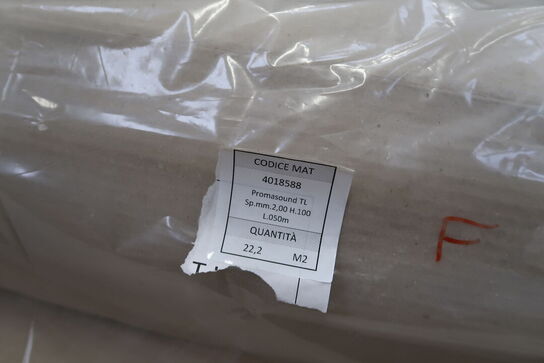 CODICE MAT
4018588
Promasound TL
Sp.mm.2,00 H.100
L.050m
QUANTITÀ
22,2 M2
F